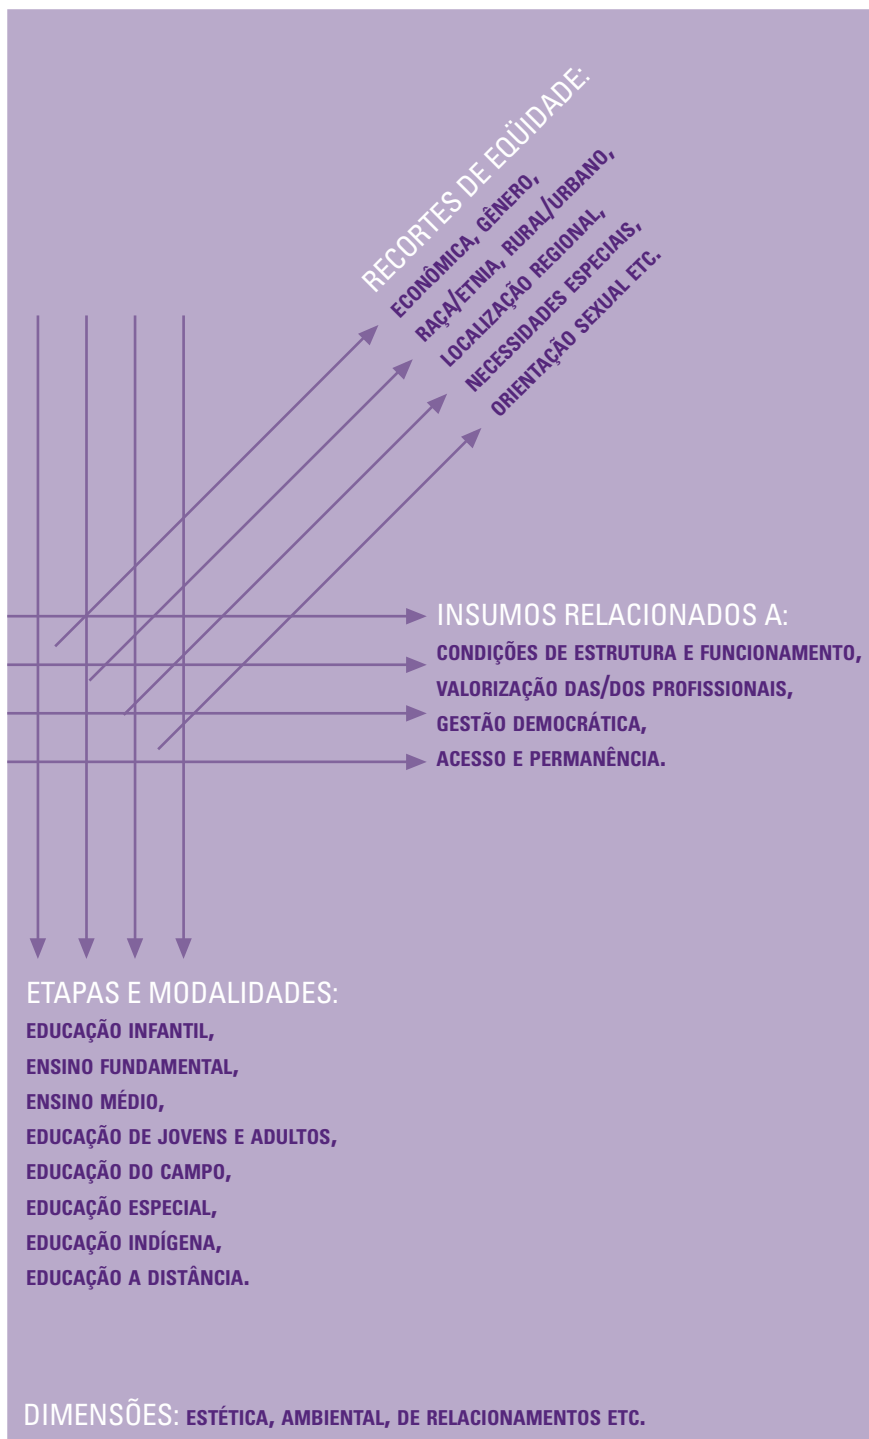 RECORTES DE EQÜIDADE:
ECONÔMICA, GÊNERO,
RAÇA/ETNIA, RURAL/URBANO,
LOCALIZAÇÃO REGIONAL,
NECESSIDADES ESPECIAIS,
ORIENTAÇÃO SEXUAL ETC.
INSUMOS RELACIONADOS A:
CONDIÇÕES DE ESTRUTURA E FUNCIONAMENTO,
VALORIZAÇÃO DAS/DOS PROFISSIONAIS,
GESTÃO DEMOCRÁTICA,
ACESSO E PERMANÊNCIA.
ETAPAS E MODALIDADES:
EDUCAÇÃO INFANTIL,
ENSINO FUNDAMENTAL,
ENSINO MÉDIO,
EDUCAÇÃO DE JOVENS E ADULTOS,
EDUCAÇÃO DO CAMPO,
EDUCAÇÃO ESPECIAL,
EDUCAÇÃO INDÍGENA,
EDUCAÇÃO A DISTÂNCIA.
DIMENSÕES: ESTÉTICA, AMBIENTAL, DE RELACIONAMENTOS ETC.